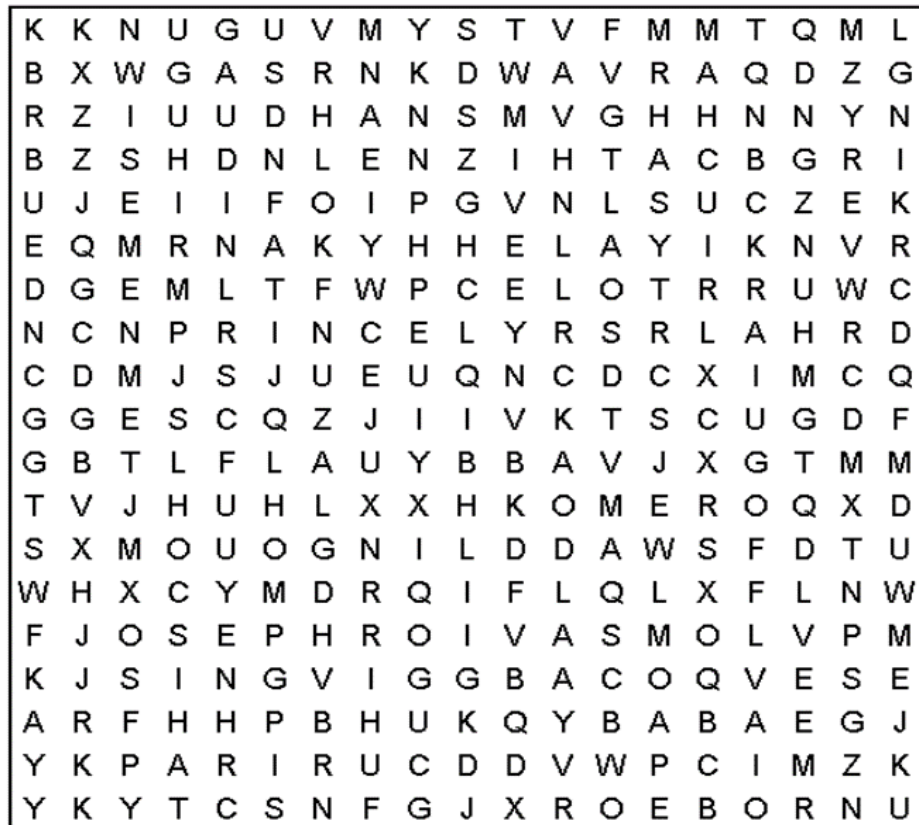 K K N U G U V M Y S T V F M M T Q M L
B X W G A S R N K D W A V R A Q D Z G
R Z I U U D H A N S M V G H H N N Y N
B Z S H D N L E N Z I H T A C B G R I
U J E I I F O I P G V N L S U C Z E K
E Q M R N A K Y H H E L A Y I K N V R
D G E M L T F W P C E L O T R R U W C
N C N P R I N C E L Y R S R L A H R D
C D M J S J U E U Q N C D C X I M C Q
G G E S C Q Z J I I V K T S C U G D F
G B T L F L A U Y B B A V J X G T M M
T V J H U H L X X H K O M E R O Q X D
S X M O U O G N I L D D A W S F D T U
W H X C Y M D R Q I F L Q L X F L N W
F J O S E P H R O I V A S M O L V P M
K J S I N G V I G G B A C O Q V E S E
A R F H H P B H U K Q Y B A B A E G J
Y K P A R I R U C D D V W P C I M Z K
Y K Y T C S N F G J X R O E B O R N U